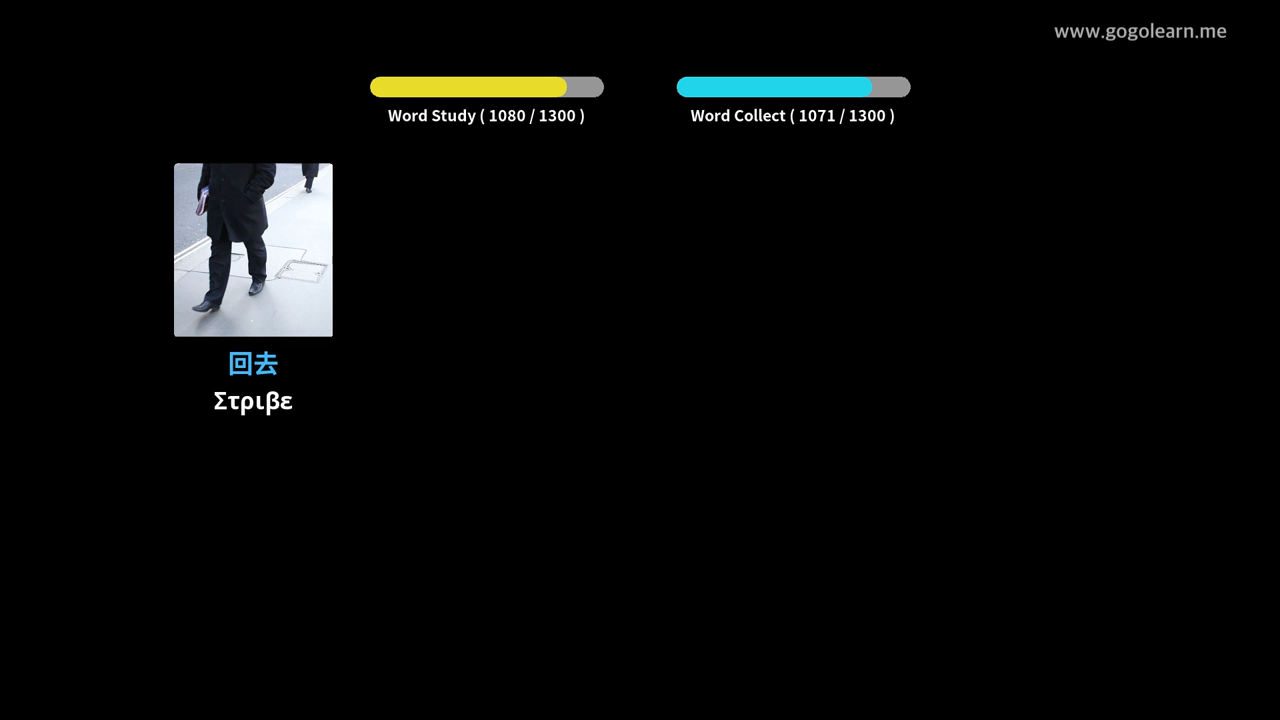 www.gogolearn.me
Word Study ( 1080 / 1300 )
Word Collect ( 1071 / 1300 )
回去
Στριβε